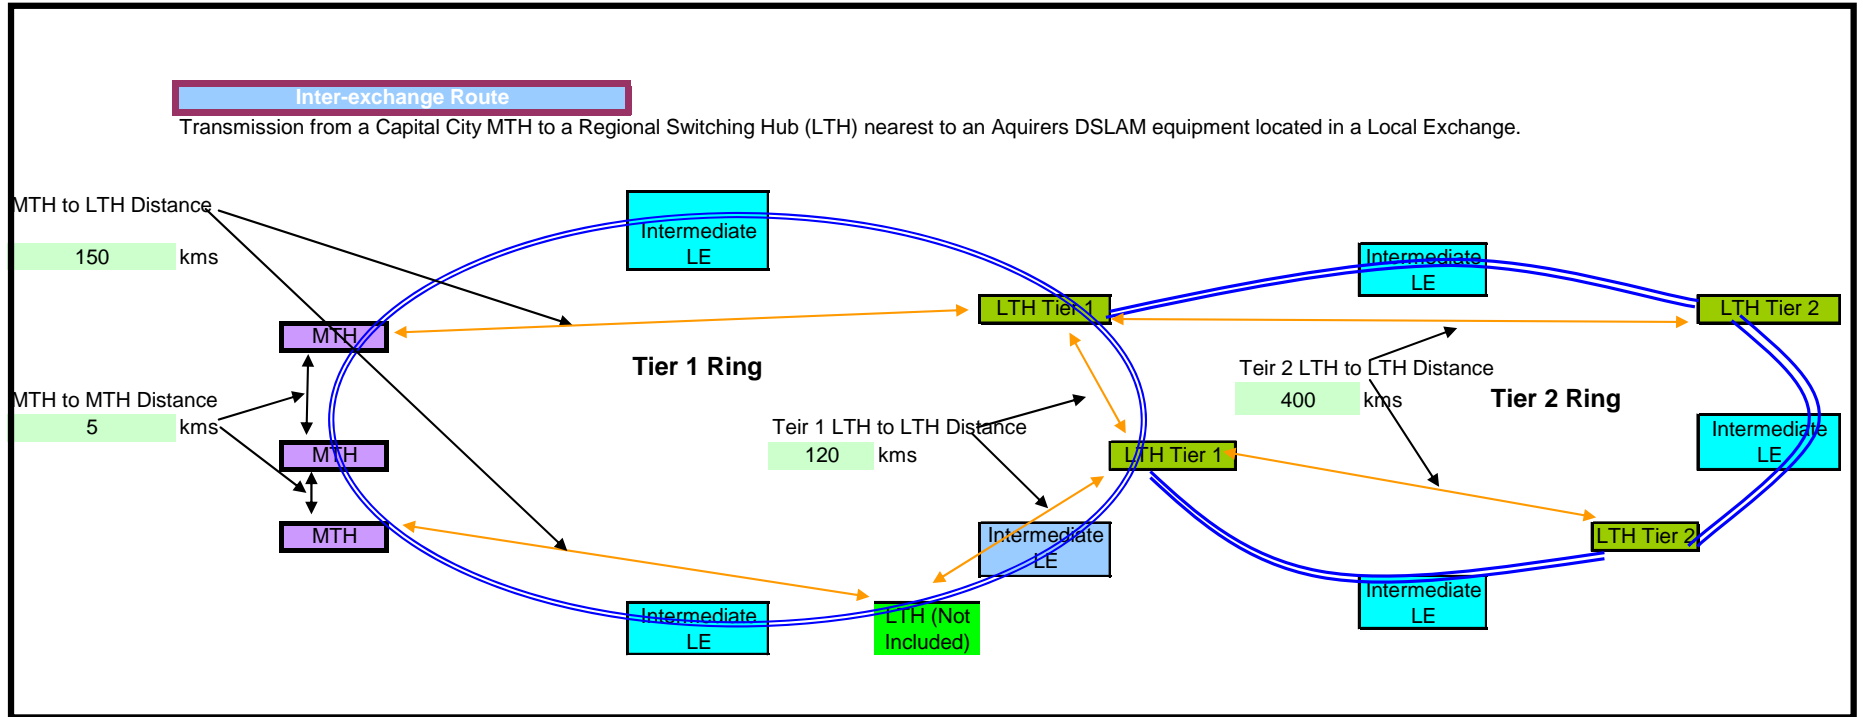 Inter-exchange Route
Transmission from a Capital City MTH to a Regional Switching Hub (LTH) nearest to an Aquirers DSLAM equipment located in a Local Exchange.
MTH to LTH Distance
150 kms
Intermediate
LE
Intermediate
LE
LTH Tier 1
LTH Tier 2
MTH
Tier 1 Ring
Teir 2 LTH to LTH Distance
400 kms
Tier 2 Ring
MTH to MTH Distance
5 kms
Teir 1 LTH to LTH Distance
120 kms
Intermediate
LE
MTH
LTH Tier 1
MTH
Intermediate
LE
LTH Tier 2
Intermediate
LE
LTH (Not
Included)
Intermediate
LE